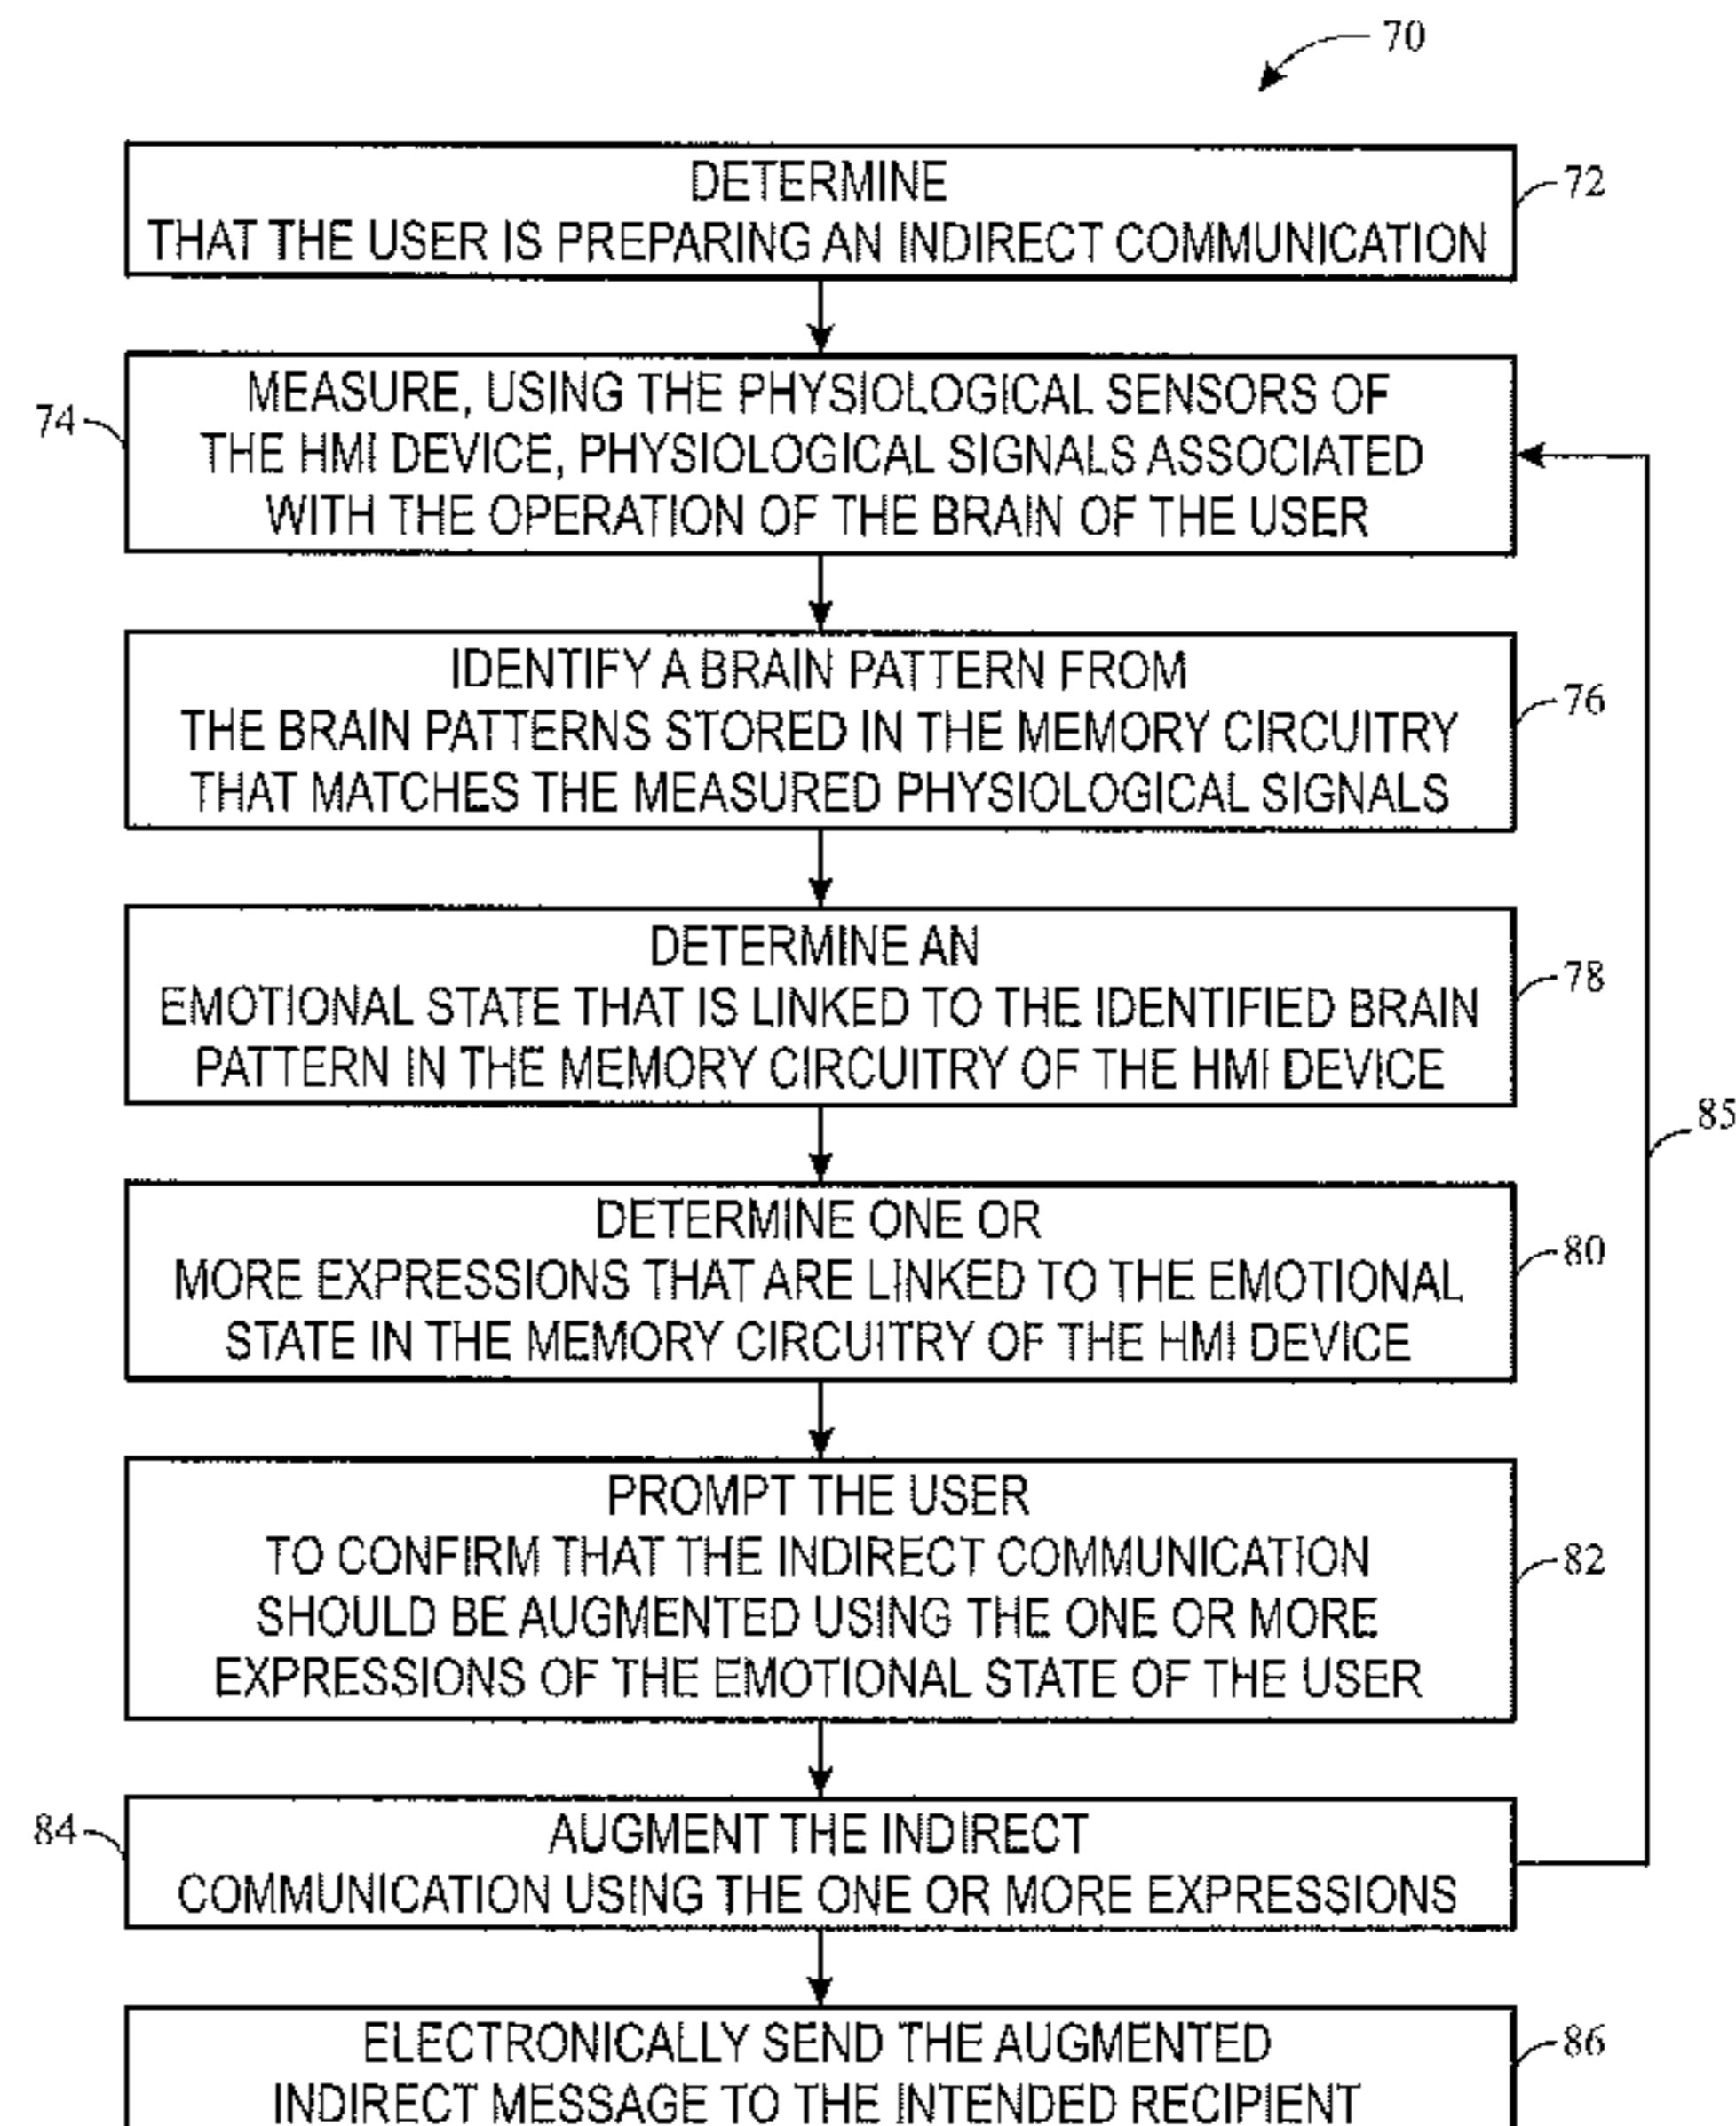 70
DETERMINE
THAT THE USER IS PREPARING AN INDIRECT COMMUNICATION
72
MEASURE, USING THE PHYSIOLOGICAL SENSORS OF
THE HMI DEVICE, PHYSIOLOGICAL SIGNALS ASSOCIATED
WITH THE OPERATION OF THE BRAIN OF THE USER
74
IDENTIFY A BRAIN PATTERN FROM
THE BRAIN PATTERNS STORED IN THE MEMORY CIRCUITRY
THAT MATCHES THE MEASURED PHYSIOLOGICAL SIGNALS
76
DETERMINE AN
EMOTIONAL STATE THAT IS LINKED TO THE IDENTIFIED BRAIN
PATTERN IN THE MEMORY CIRCUITRY OF THE HMI DEVICE
78
85
DETERMINE ONE OR
MORE EXPRESSIONS THAT ARE LINKED TO THE EMOTIONAL
STATE IN THE MEMORY CIRCUITRY OF THE HMI DEVICE
80
PROMPT THE USER
TO CONFIRM THAT THE INDIRECT COMMUNICATION
SHOULD BE AUGMENTED USING THE ONE OR MORE
EXPRESSIONS OF THE EMOTIONAL STATE OF THE USER
82
AUGMENT THE INDIRECT
COMMUNICATION USING THE ONE OR MORE EXPRESSIONS
84
ELECTRONICALLY SEND THE AUGMENTED
INDIRECT MESSAGE TO THE INTENDED RECIPIENT
86